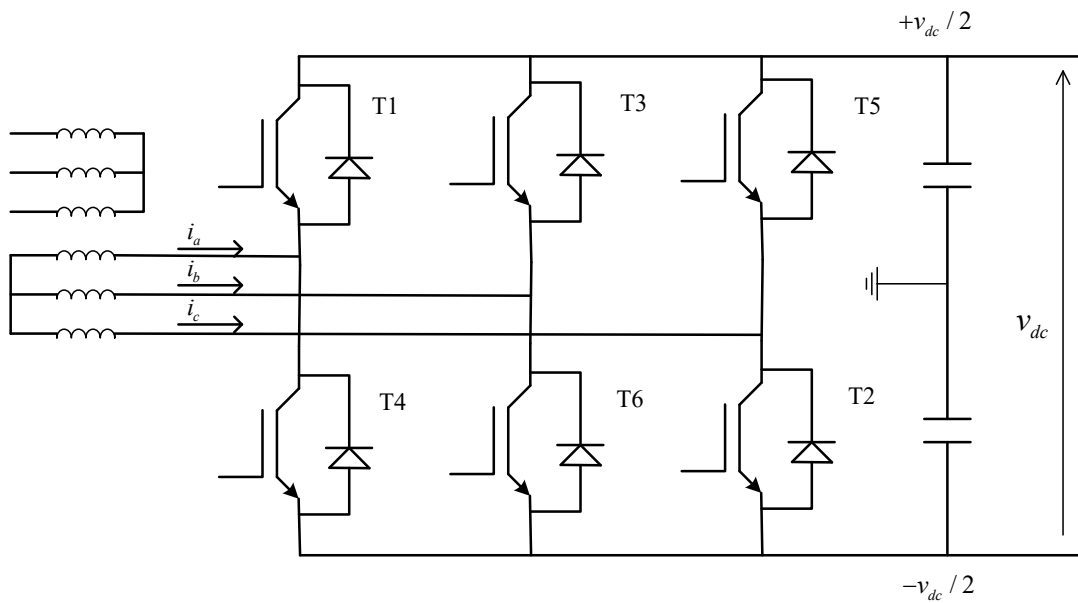 +v_dc / 2
T1
T3
T5
i_a
i_b
i_c
v_dc
T4
T6
T2
−v_dc / 2